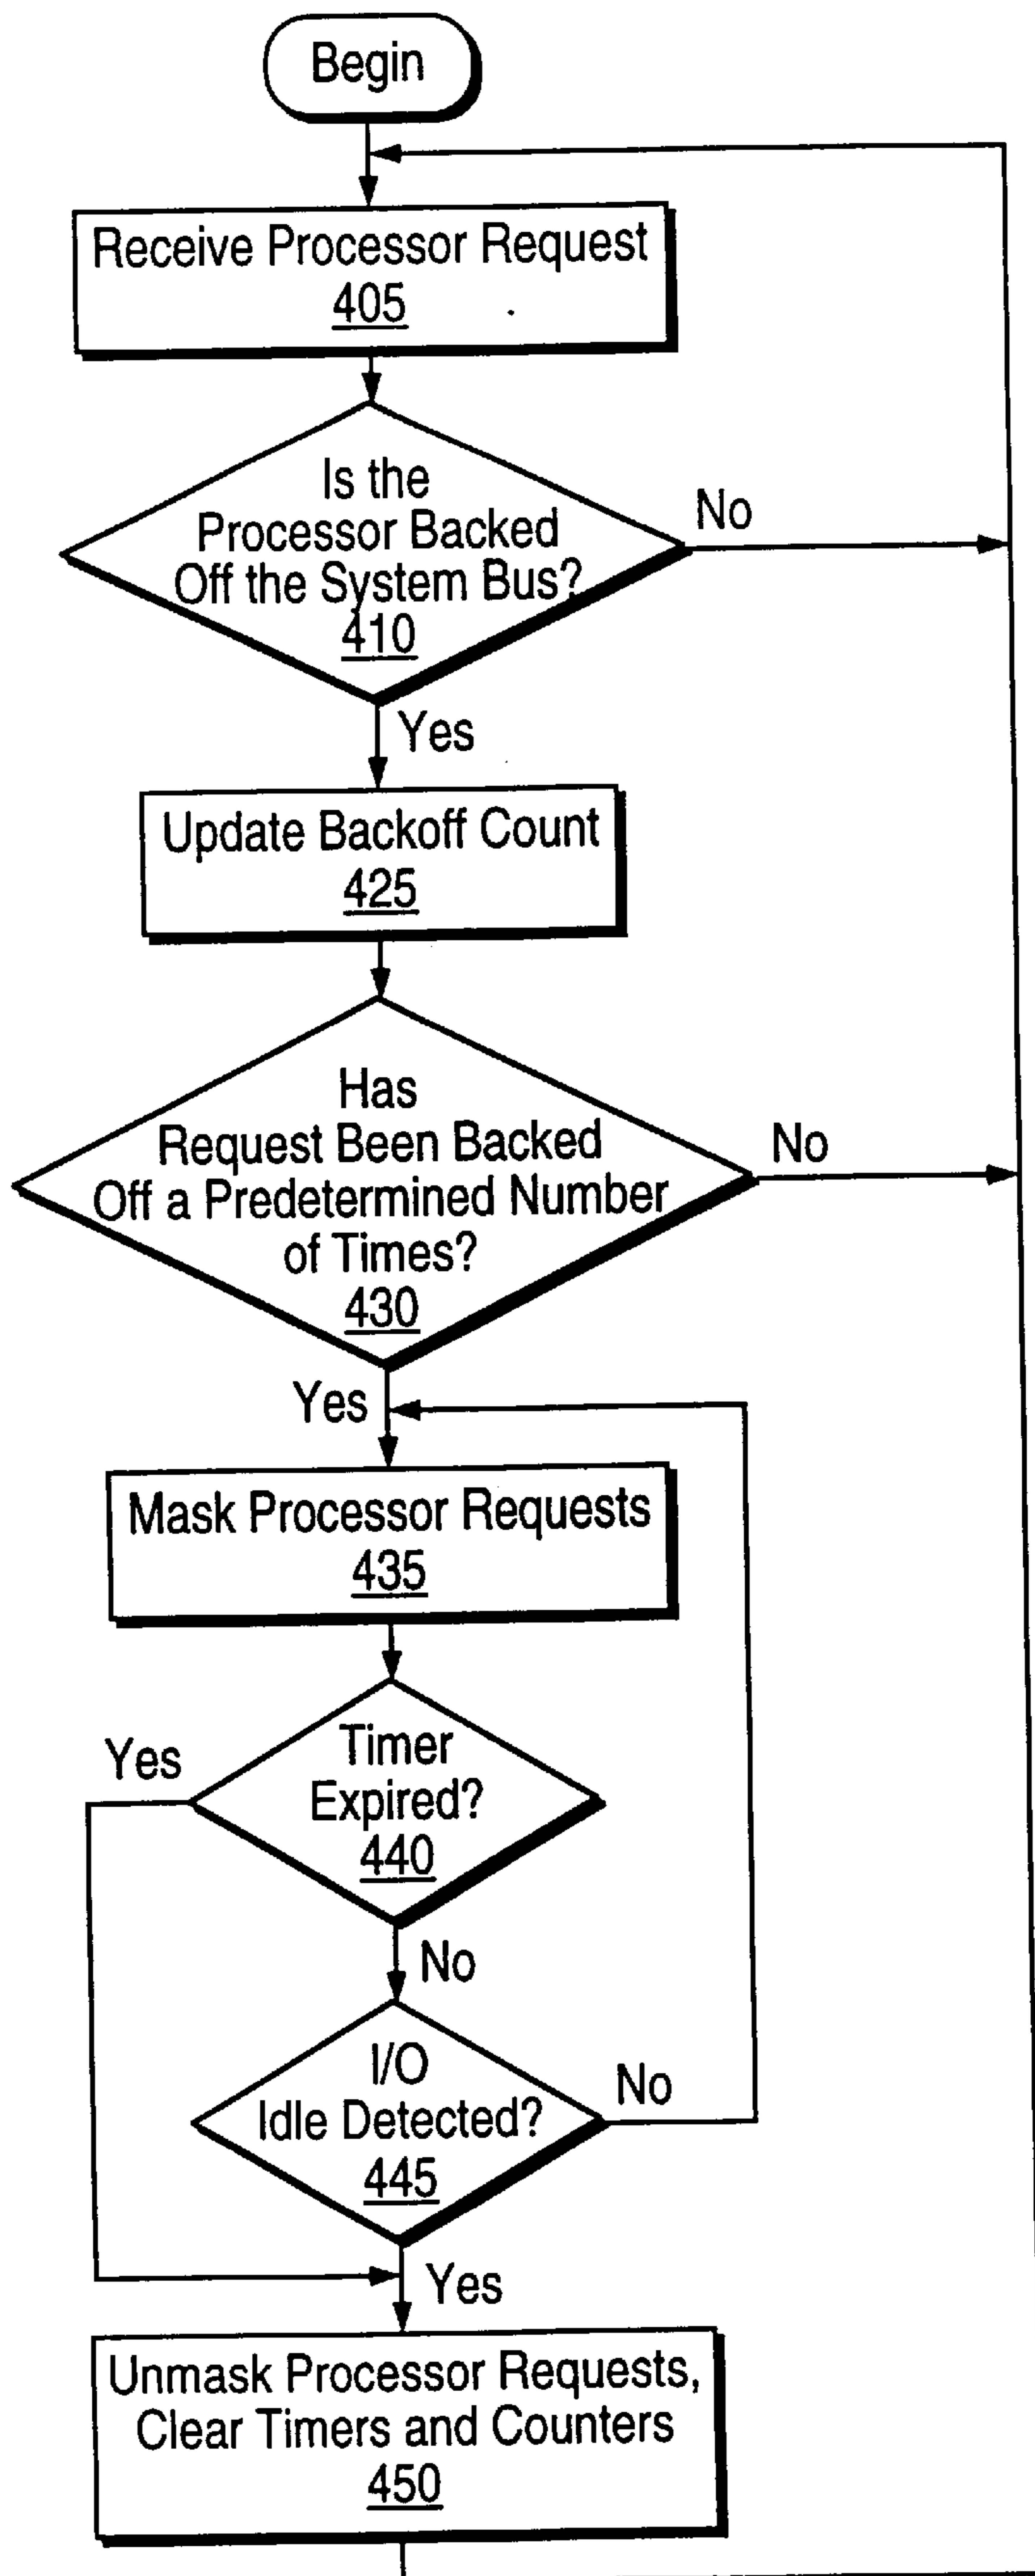 Begin
Receive Processor Request
405
Is the
Processor Backed
Off the System Bus?
410
No
Yes
Update Backoff Count
425
Has
Request Been Backed
Off a Predetermined Number
of Times?
430
No
Yes
Mask Processor Requests
435
Timer
Expired?
440
Yes
No
I/O
Idle Detected?
445
No
Yes
Unmask Processor Requests,
Clear Timers and Counters
450